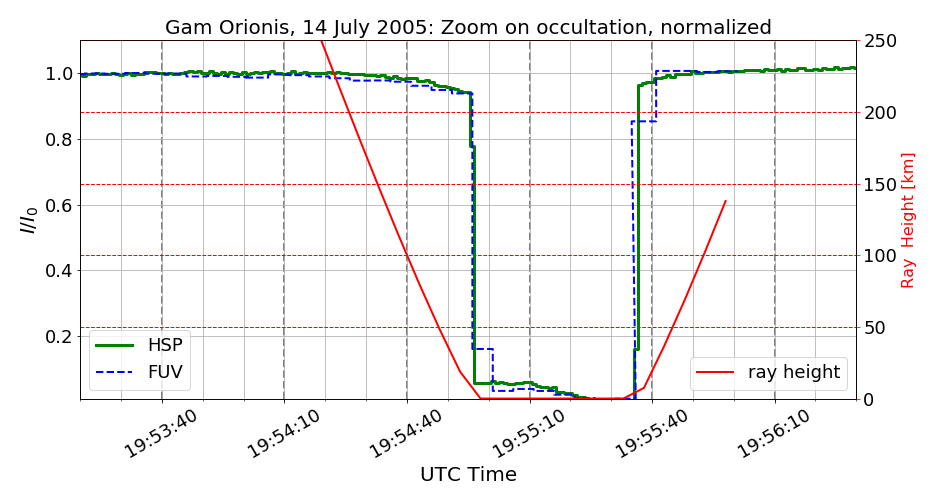 Gam Orionis, 14 July 2005: Zoom on occultation, normalized
1.0
0.8
0.6
0.4
0.2
I/I0
250
200
150
100
50
0
Ray Height [km]
HSP
FUV
ray height
19:53:40
19:54:10
19:54:40
19:55:10
19:55:40
19:56:10
UTC Time